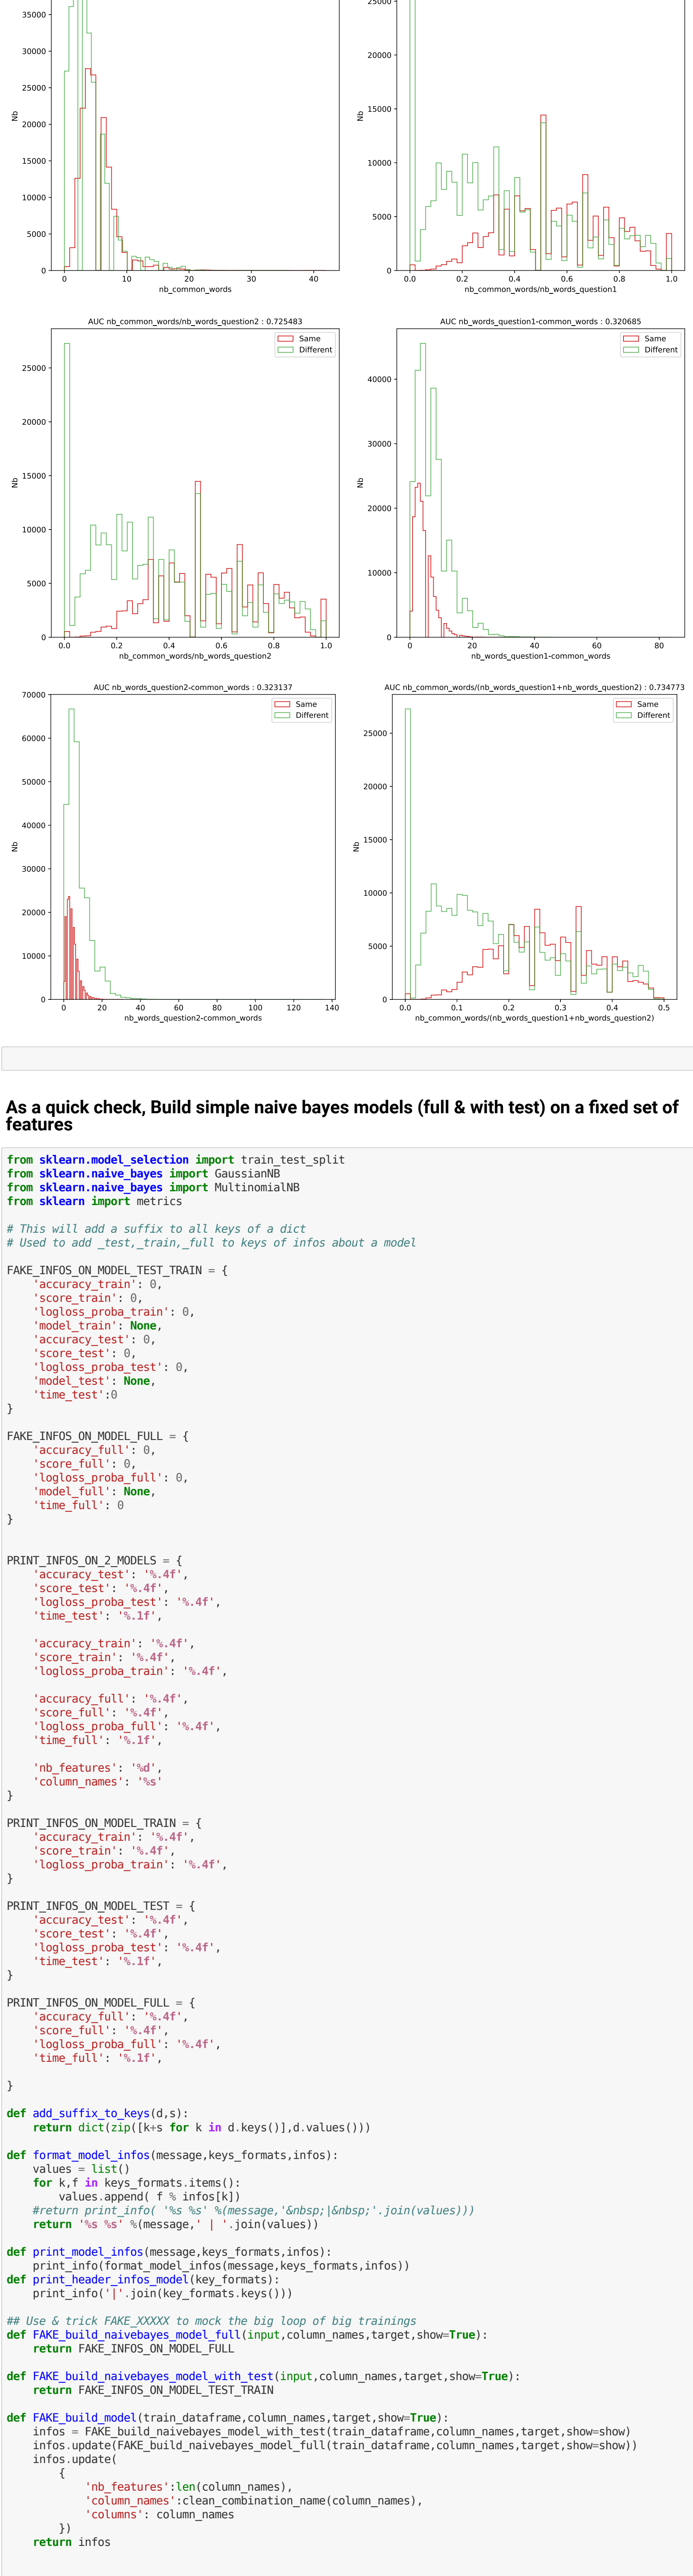 35000
30000
25000
20000
15000
10000
5000
0
Nb
0 10 20 30 40
nb_common_words
25000
20000
15000
10000
5000
0
Nb
0.0 0.2 0.4 0.6 0.8 1.0
nb_common_words/nb_words_question1
AUC nb_common_words/nb_words_question2 : 0.725483
Same
Different
25000
20000
15000
10000
5000
0
Nb
0.0 0.2 0.4 0.6 0.8 1.0
nb_common_words/nb_words_question2
AUC nb_words_question1-common_words : 0.320685
Same
Different
40000
30000
20000
10000
0
Nb
0 20 40 60 80
nb_words_question1-common_words
AUC nb_words_question2-common_words : 0.323137
Same
Different
70000
60000
50000
40000
30000
20000
10000
0
Nb
0 20 40 60 80 100 120 140
nb_words_question2-common_words
AUC nb_common_words/(nb_words_question1+nb_words_question2) : 0.734773
Same
Different
25000
20000
15000
10000
5000
0
Nb
0.0 0.1 0.2 0.3 0.4 0.5
nb_common_words/(nb_words_question1+nb_words_question2)
As a quick check, Build simple naive bayes models (full & with test) on a fixed set of
features
from sklearn.model_selection import train_test_split
from sklearn.naive_bayes import GaussianNB
from sklearn.naive_bayes import MultinomialNB
from sklearn import metrics
# This will add a suffix to all keys of a dict
# Used to add _test,_train,_full to keys of infos about a model
FAKE_INFOS_ON_MODEL_TEST_TRAIN = {
    'accuracy_train': 0,
    'score_train': 0,
    'logloss_proba_train': 0,
    'model_train': None,
    'accuracy_test': 0,
    'score_test': 0,
    'logloss_proba_test': 0,
    'model_test': None,
    'time_test':0
}
FAKE_INFOS_ON_MODEL_FULL = {
    'accuracy_full': 0,
    'score_full': 0,
    'logloss_proba_full': 0,
    'model_full': None,
    'time_full': 0
}
PRINT_INFOS_ON_2_MODELS = {
    'accuracy_test': '%.4f',
    'score_test': '%.4f',
    'logloss_proba_test': '%.4f',
    'time_test': '%.1f',
    'accuracy_train': '%.4f',
    'score_train': '%.4f',
    'logloss_proba_train': '%.4f',
    'accuracy_full': '%.4f',
    'score_full': '%.4f',
    'logloss_proba_full': '%.4f',
    'time_full': '%.1f',
    'nb_features': '%d',
    'column_names': '%s'
}
PRINT_INFOS_ON_MODEL_TRAIN = {
    'accuracy_train': '%.4f',
    'score_train': '%.4f',
    'logloss_proba_train': '%.4f',
}
PRINT_INFOS_ON_MODEL_TEST = {
    'accuracy_test': '%.4f',
    'score_test': '%.4f',
    'logloss_proba_test': '%.4f',
    'time_test': '%.1f',
}
PRINT_INFOS_ON_MODEL_FULL = {
    'accuracy_full': '%.4f',
    'score_full': '%.4f',
    'logloss_proba_full': '%.4f',
    'time_full': '%.1f',
}
def add_suffix_to_keys(d,s):
    return dict(zip([k+s for k in d.keys()],d.values()))
def format_model_infos(message,keys_formats,infos):
    values = list()
    for k,f in keys_formats.items():
        values.append( f % infos[k])
    #return print_info( '%s %s' %(message,'&nbsp;|&nbsp;'.join(values)))
    return '%s %s' %(message,' | '.join(values))
def print_model_infos(message,keys_formats,infos):
    print_info(format_model_infos(message,keys_formats,infos))
def print_header_infos_model(key_formats):
    print_info('|'.join(key_formats.keys()))
## Use & trick FAKE_XXXXX to mock the big loop of big trainings
def FAKE_build_naivebayes_model_full(input,column_names,target,show=True):
    return FAKE_INFOS_ON_MODEL_FULL
def FAKE_build_naivebayes_model_with_test(input,column_names,target,show=True):
    return FAKE_INFOS_ON_MODEL_TEST_TRAIN
def FAKE_build_model(train_dataframe,column_names,target,show=True):
    infos = FAKE_build_naivebayes_model_with_test(train_dataframe,column_names,target,show=show)
    infos.update(FAKE_build_naivebayes_model_full(train_dataframe,column_names,target,show=show))
    infos.update(
        {
            'nb_features':len(column_names),
            'column_names':clean_combination_name(column_names),
            'columns': column_names
        })
    return infos